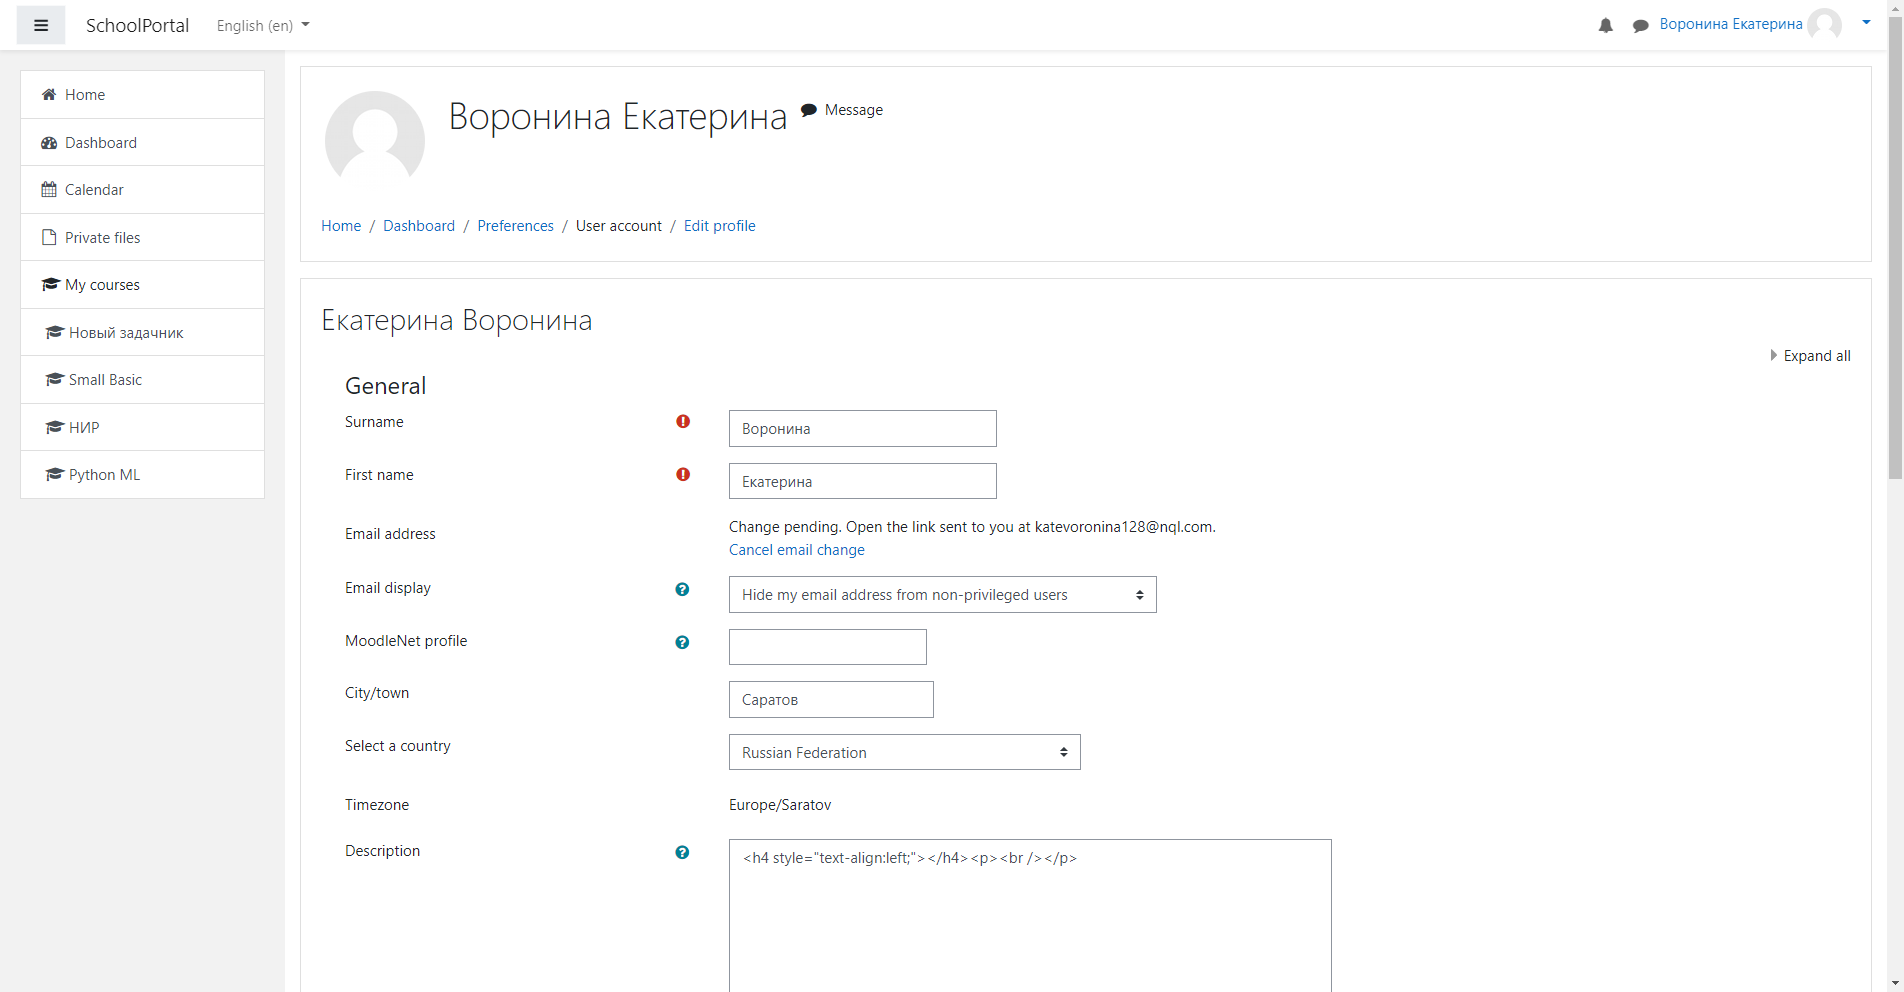 SchoolPortal English (en) Воронина Екатерина
Home
Dashboard
Calendar
Private files
My courses
Новый задачник
Small Basic
НИР
Python ML
Воронина Екатерина Message
Home / Dashboard / Preferences / User account / Edit profile
Екатерина Воронина
Expand all
General
Surname Воронина
First name Екатерина
Email address Change pending. Open the link sent to you at katevoronina128@nql.com.
Cancel email change
Email display Hide my email address from non-privileged users
MoodleNet profile
City/town Саратов
Select a country Russian Federation
Timezone Europe/Saratov
Description <h4 style="text-align:left;"></h4><p><br /></p>